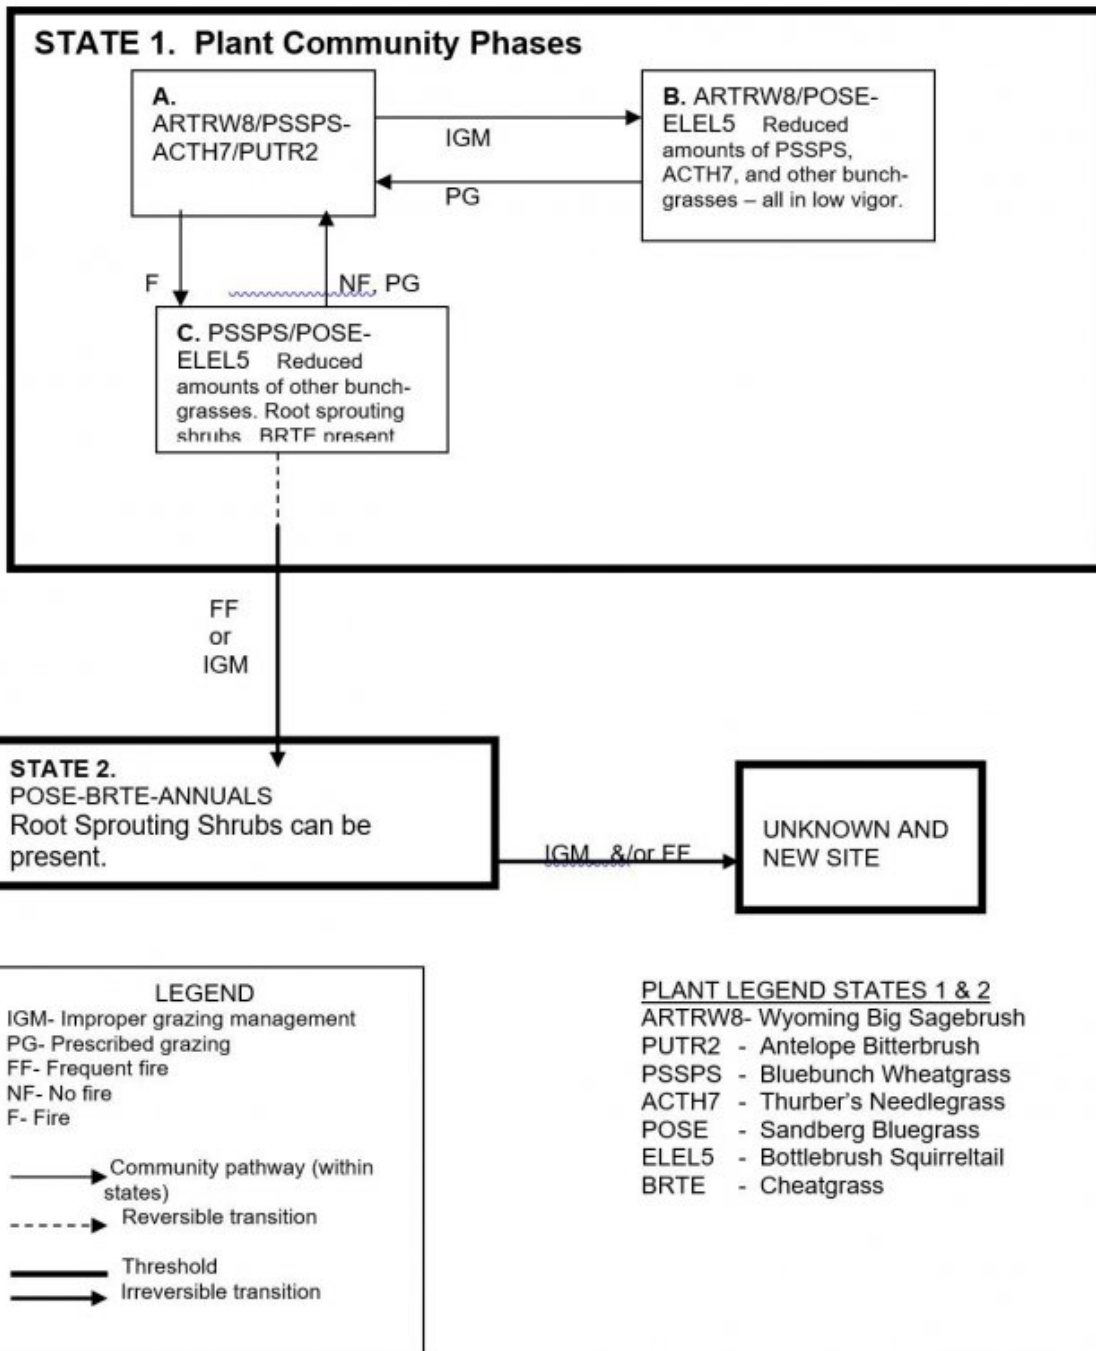 STATE 1. Plant Community Phases
A.
ARTRW8/PSSPS-
ACTH7/PUTR2
IGM
PG
B. ARTRW8/POSE-
ELEL5 Reduced
amounts of PSSPS,
ACTH7, and other bunch-
grasses – all in low vigor.
F
NF, PG
C. PSSPS/POSE-
ELEL5 Reduced
amounts of other bunch-
grasses. Root sprouting
shrubs BRTE present
FF
or
IGM
STATE 2.
POSE-BRTE-ANNUALS
Root Sprouting Shrubs can be
present.
IGM &/or FF
UNKNOWN AND
NEW SITE
LEGEND
IGM- Improper grazing management
PG- Prescribed grazing
FF- Frequent fire
NF- No fire
F- Fire
Community pathway (within
states)
Reversible transition
Threshold
Irreversible transition
PLANT LEGEND STATES 1 & 2
ARTRW8- Wyoming Big Sagebrush
PUTR2 - Antelope Bitterbrush
PSSPS - Bluebunch Wheatgrass
ACTH7 - Thurber's Needlegrass
POSE - Sandberg Bluegrass
ELEL5 - Bottlebrush Squirreltail
BRTE - Cheatgrass